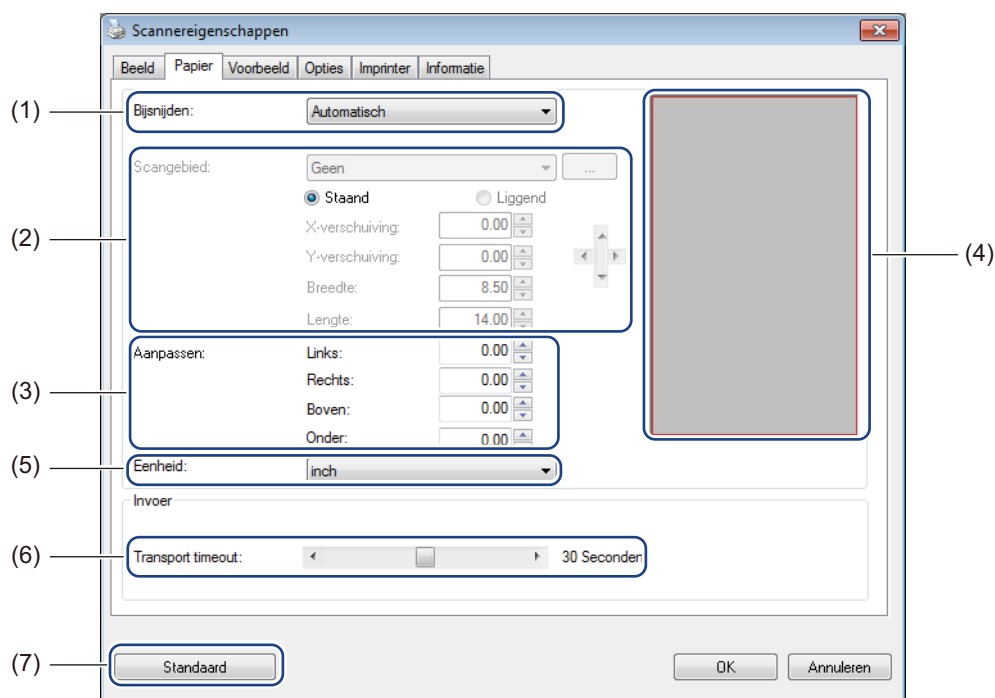 Scannereigenschappen
Beeld Papier Voorbeeld Opties Imprinter Informatie
(1) Bijsnijden: Automatisch
Scangebied: Geen ...
Staand Liggend
(2) X-verschuiving: 0.00
Y-verschuiving: 0.00
(4)
Breedte: 8.50
Lengte: 14.00
Aanpassen: Links: 0.00
(3) Rechts: 0.00
Boven: 0.00
Onder: 0.00
(5) Eenheid: inch
Invoer
(6) Transport timeout: 30 Seconden
(7) Standaard OK Annuleren